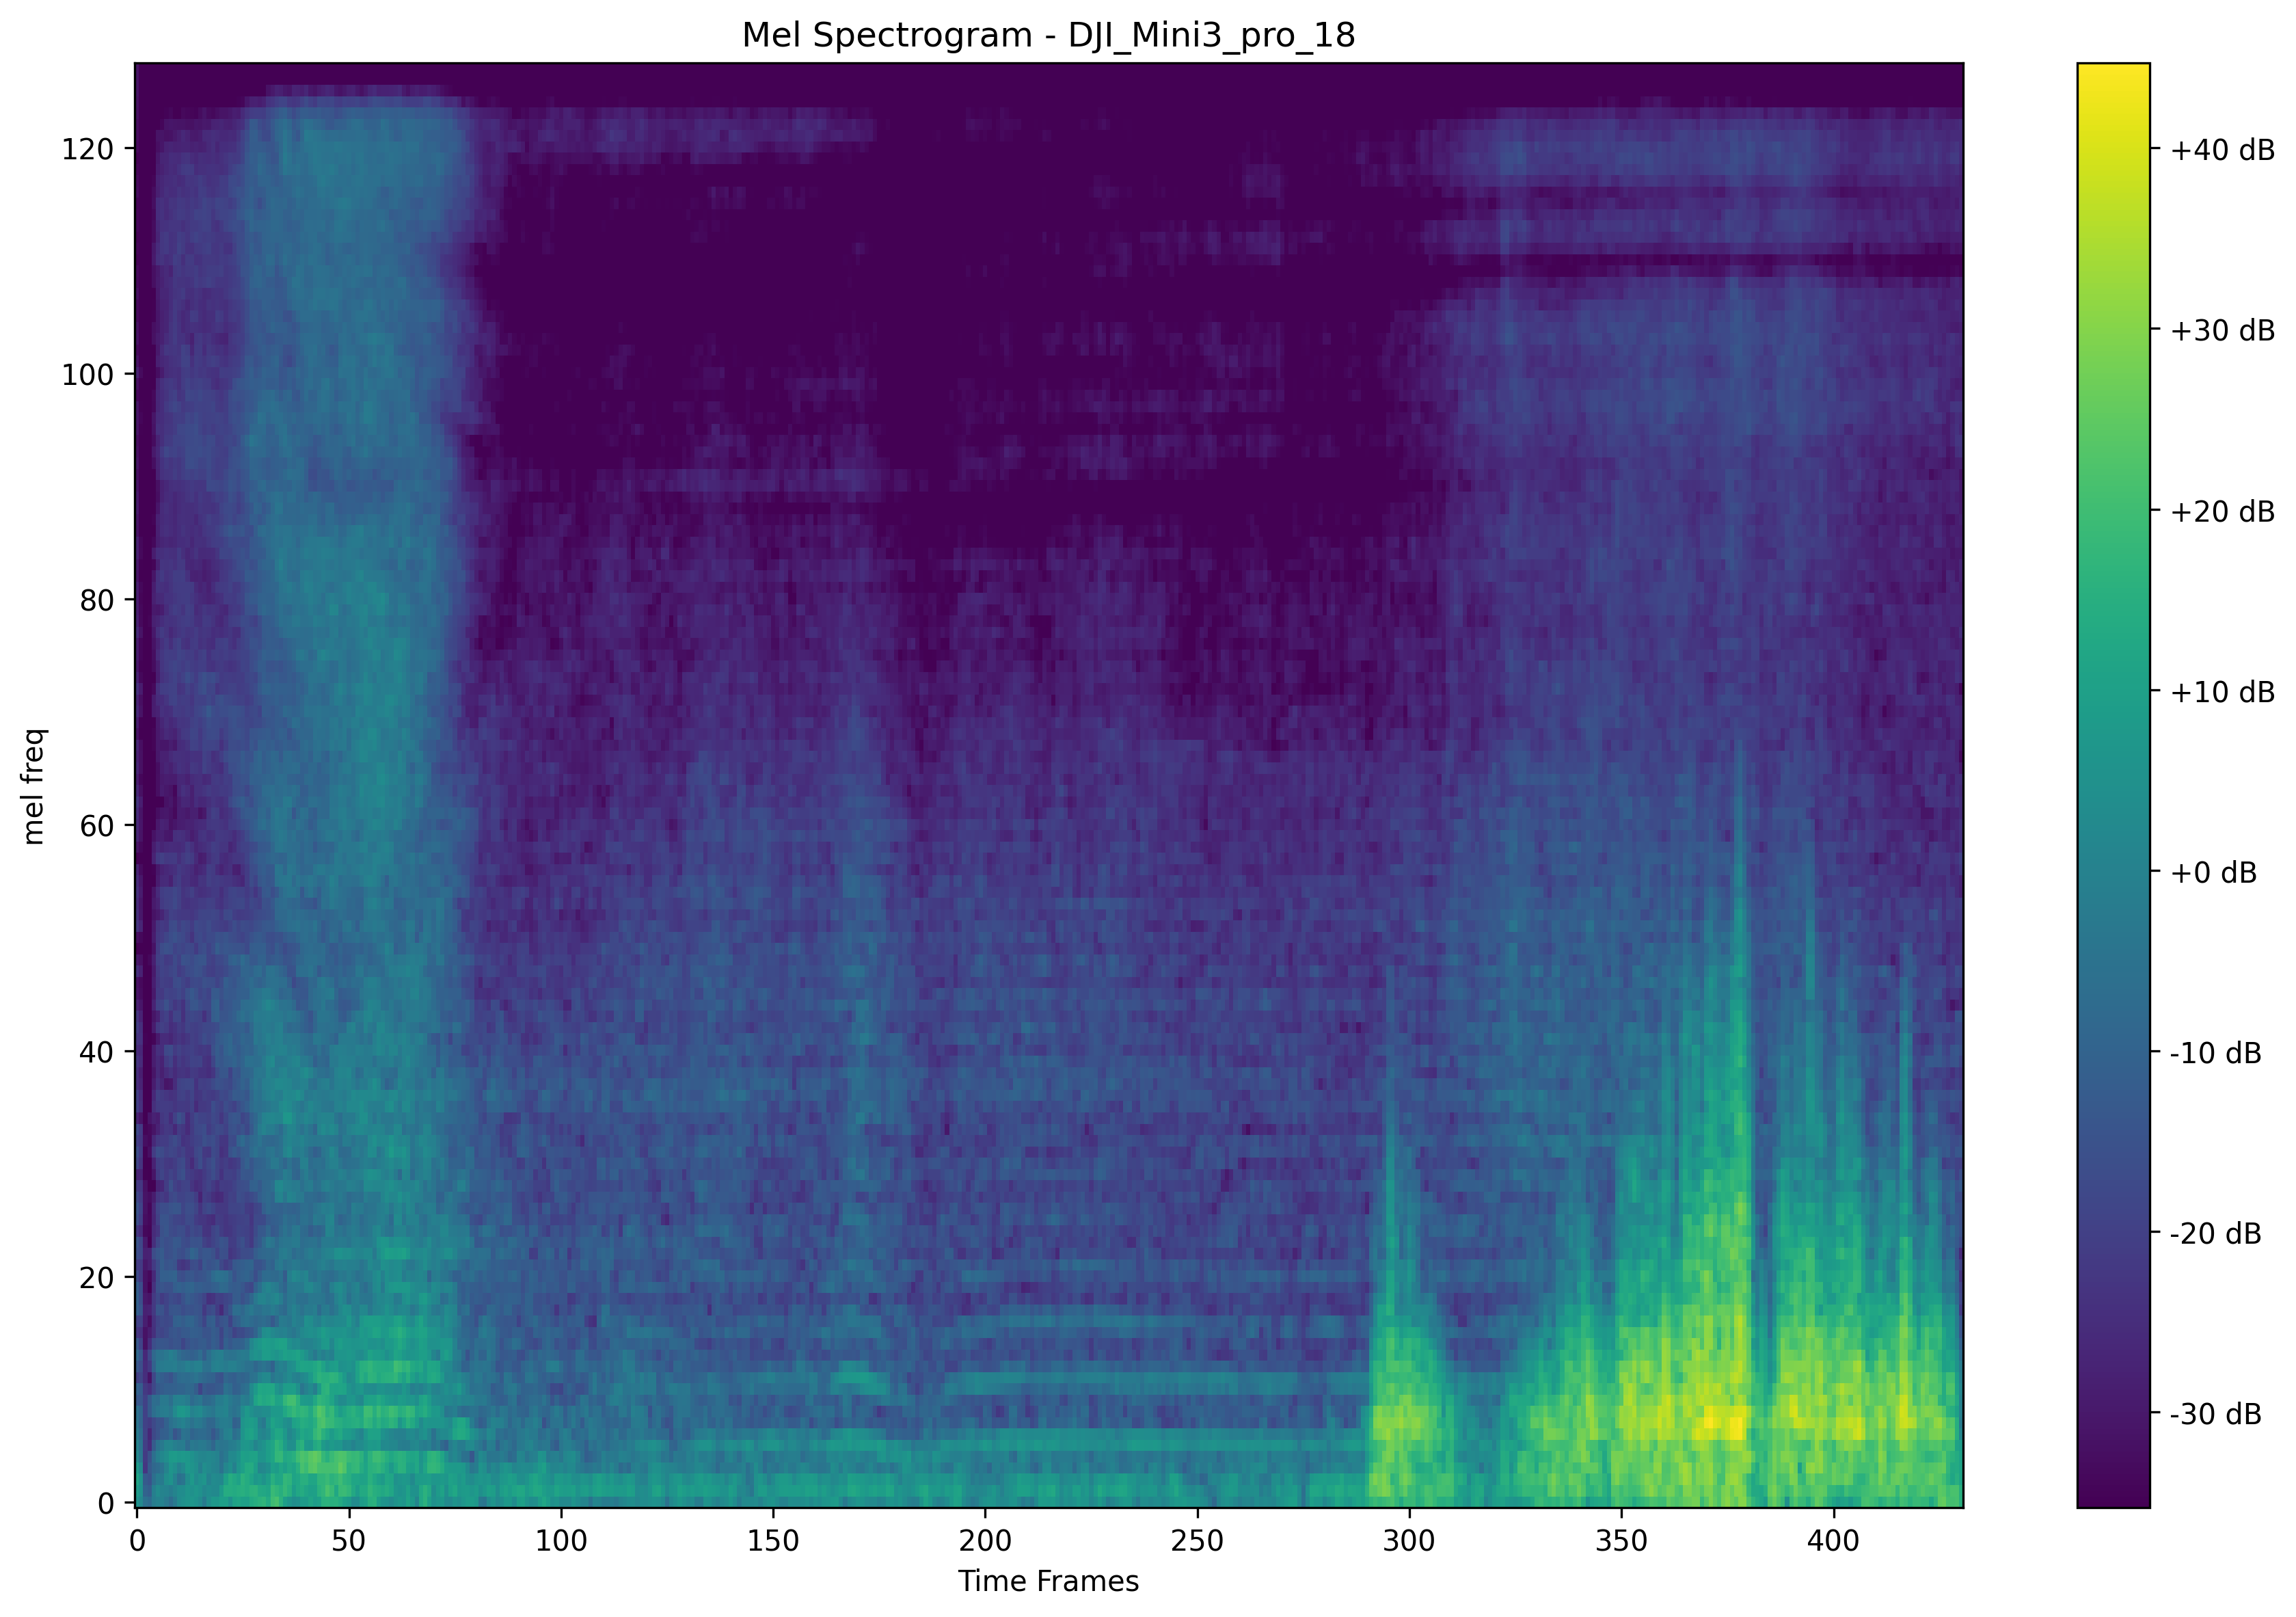 Mel Spectrogram - DJI_Mini3_pro_18
mel freq
120
100
80
60
40
20
0
0 50 100 150 200 250 300 350 400
Time Frames
+40 dB
+30 dB
+20 dB
+10 dB
+0 dB
-10 dB
-20 dB
-30 dB